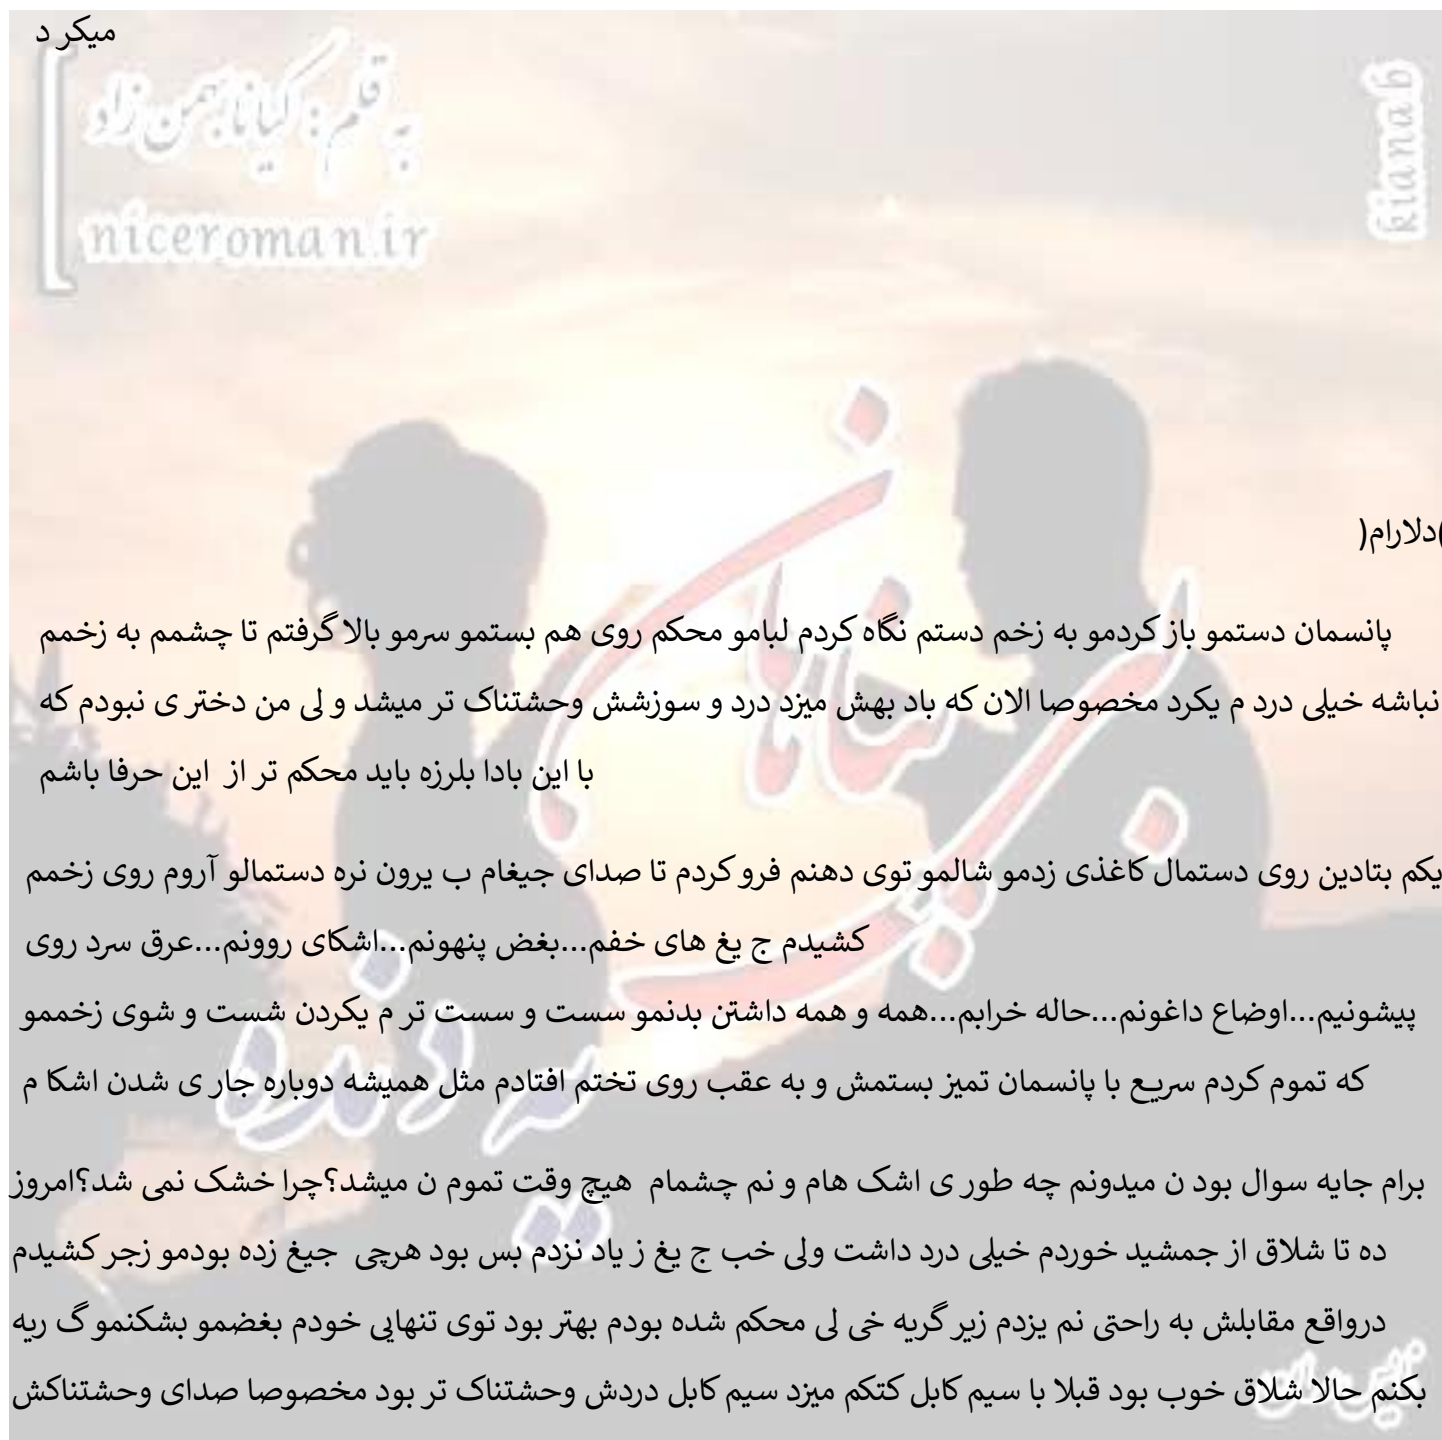 میکر د
به قلم: کیانا بهمن زاد
niceroman.ir
kiana.b
)دلارام(
پانسمان دستمو باز کردمو به زخم دستم نگاه کردم لبامو محکم روی هم بستمو سرمو بالا گرفتم تا چشمم به زخمم
نباشه خیلی درد م یکرد مخصوصا الان که باد بهش میزد درد و سوزشش وحشتناک تر میشد و لی من دختر ی نبودم که
با این بادا بلرزه باید محکم تر از این حرفا باشم
یکم بتادین روی دستمال کاغذی زدمو شالمو توی دهنم فرو کردم تا صدای جیغام ب یرون نره دستمالو آروم روی زخمم
کشیدم ج یغ های خفم...بغض پنهونم...اشکای روونم...عرق سرد روی
پیشونیم...اوضاع داغونم...حاله خرابم...همه و همه داشتن بدنمو سست و سست تر م یکردن شست و شوی زخممو
که تموم کردم سریع با پانسمان تمیز بستمش و به عقب روی تختم افتادم مثل همیشه دوباره جار ی شدن اشکا م
برام جایه سوال بود ن میدونم چه طور ی اشک هام و نم چشمام هیچ وقت تموم ن میشد؟چرا خشک نمی شد؟امروز
ده تا شلاق از جمشید خوردم خیلی درد داشت ولی خب ج یغ ز یاد نزدم بس بود هرچی جیغ زده بودمو زجر کشیدم
درواقع مقابلش به راحتی نم یزدم زیر گریه خی لی محکم شده بودم بهتر بود توی تنهایی خودم بغضمو بشکنمو گ ریه
بکنم حالا شلاق خوب بود قبلا با سیم کابل کتکم میزد سیم کابل دردش وحشتناک تر بود مخصوصا صدای وحشتناکش